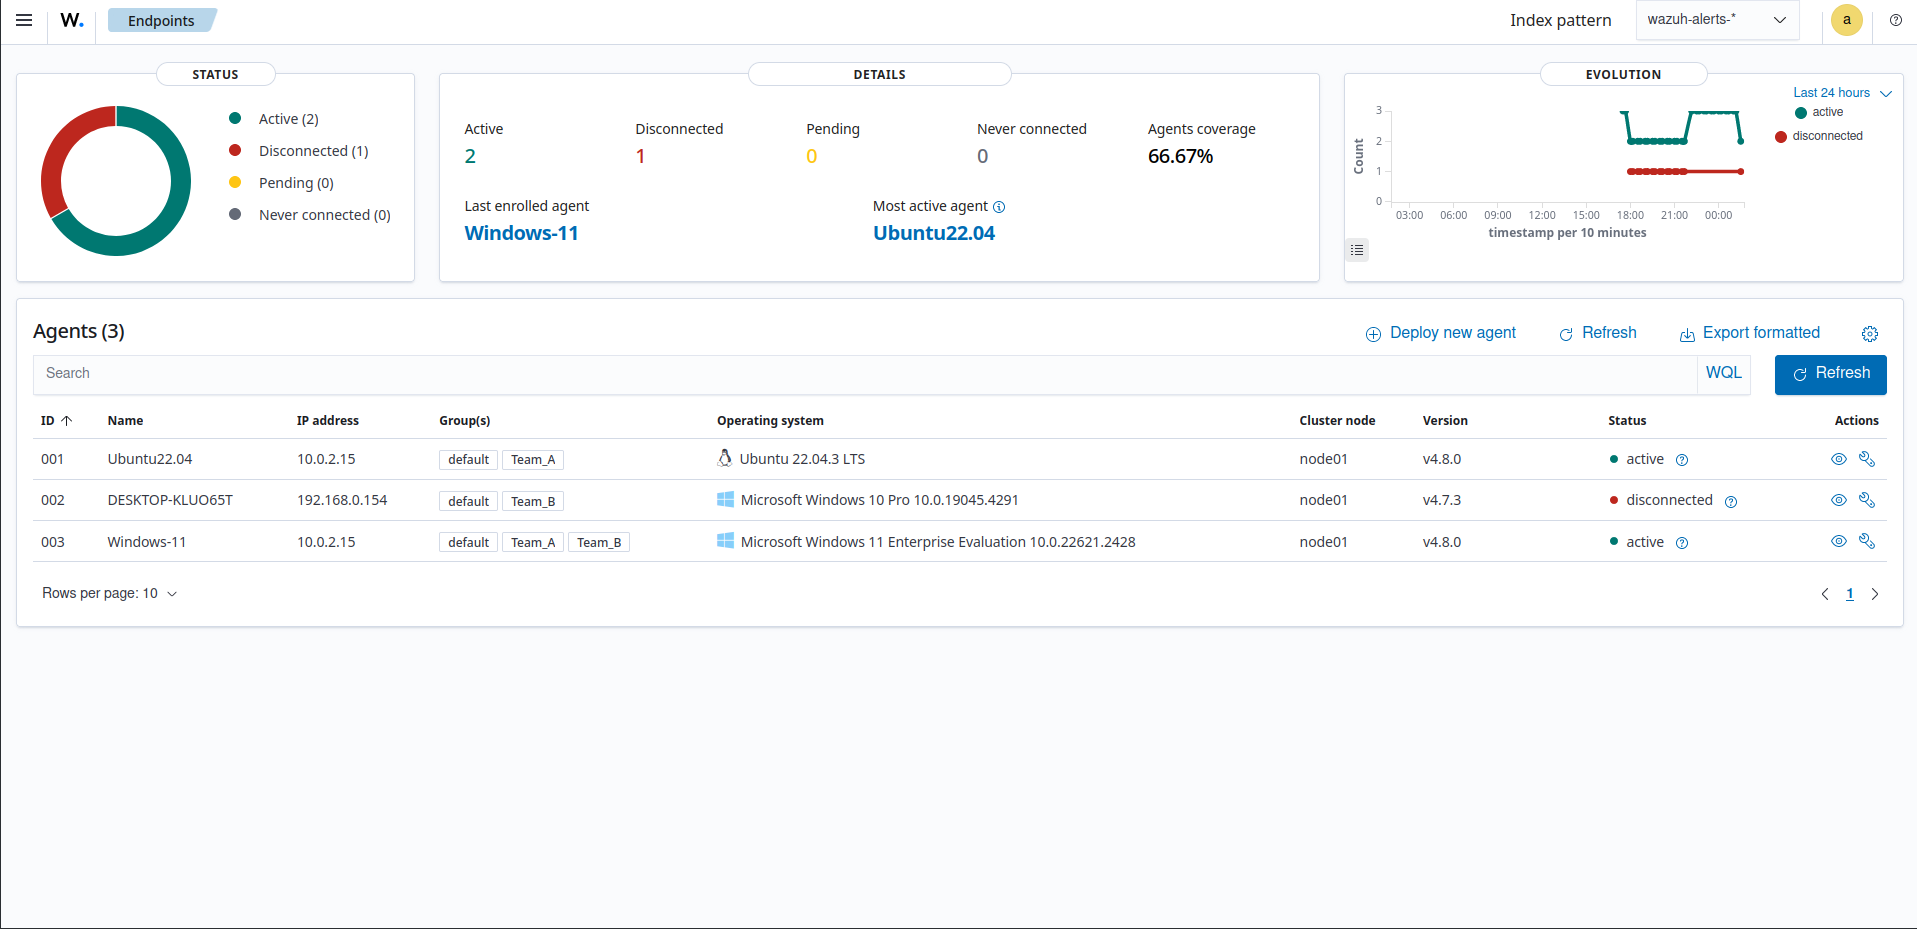 W. Endpoints Index pattern wazuh-alerts-* a
STATUS
Active (2)
Disconnected (1)
Pending (0)
Never connected (0)
DETAILS
Active Disconnected Pending Never connected Agents coverage
2 1 0 0 66.67%
Last enrolled agent Most active agent
Windows-11 Ubuntu22.04
EVOLUTION
Last 24 hours
active
disconnected
Count
3
2
1
0
03:00 06:00 09:00 12:00 15:00 18:00 21:00 00:00
timestamp per 10 minutes
Agents (3) Deploy new agent Refresh Export formatted
Search WQL Refresh
ID Name IP address Group(s) Operating system Cluster node Version Status Actions
001 Ubuntu22.04 10.0.2.15 default Team_A Ubuntu 22.04.3 LTS node01 v4.8.0 active
002 DESKTOP-KLUO65T 192.168.0.154 default Team_B Microsoft Windows 10 Pro 10.0.19045.4291 node01 v4.7.3 disconnected
003 Windows-11 10.0.2.15 default Team_A Team_B Microsoft Windows 11 Enterprise Evaluation 10.0.22621.2428 node01 v4.8.0 active
Rows per page: 10 1